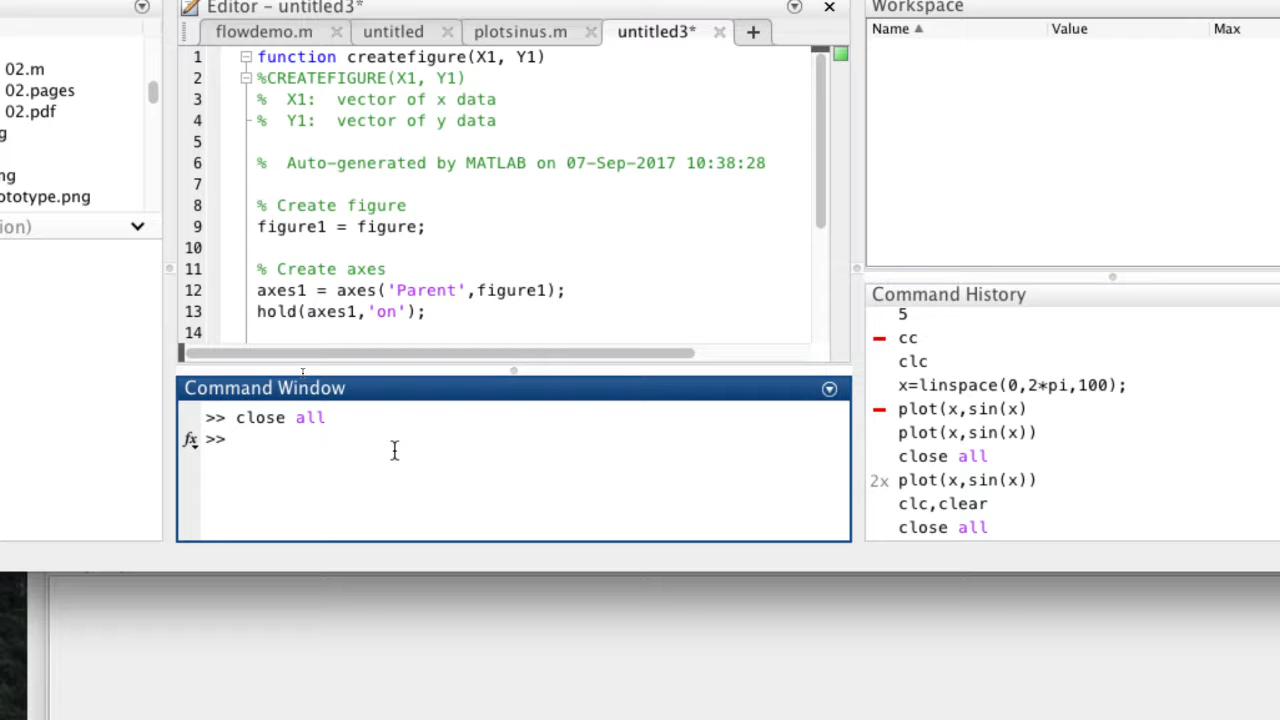 02.m
02.pages
02.pdf
g
ng
ototype.png
ion)
Editor – untitled3*
flowdemo.m
untitled
plotsinus.m
untitled3*
1 function createfigure(X1, Y1)
2 %CREATEFIGURE(X1, Y1)
3 % X1: vector of x data
4 % Y1: vector of y data
5
6 % Auto-generated by MATLAB on 07-Sep-2017 10:38:28
7
8 % Create figure
9 figure1 = figure;
10
11 % Create axes
12 axes1 = axes('Parent',figure1);
13 hold(axes1,'on');
14
Command Window
>> close all
fx >>
Workspace
Name Value Max
Command History
5
cc
clc
x=linspace(0,2*pi,100);
plot(x,sin(x)
plot(x,sin(x))
close all
2x plot(x,sin(x))
clc,clear
close all